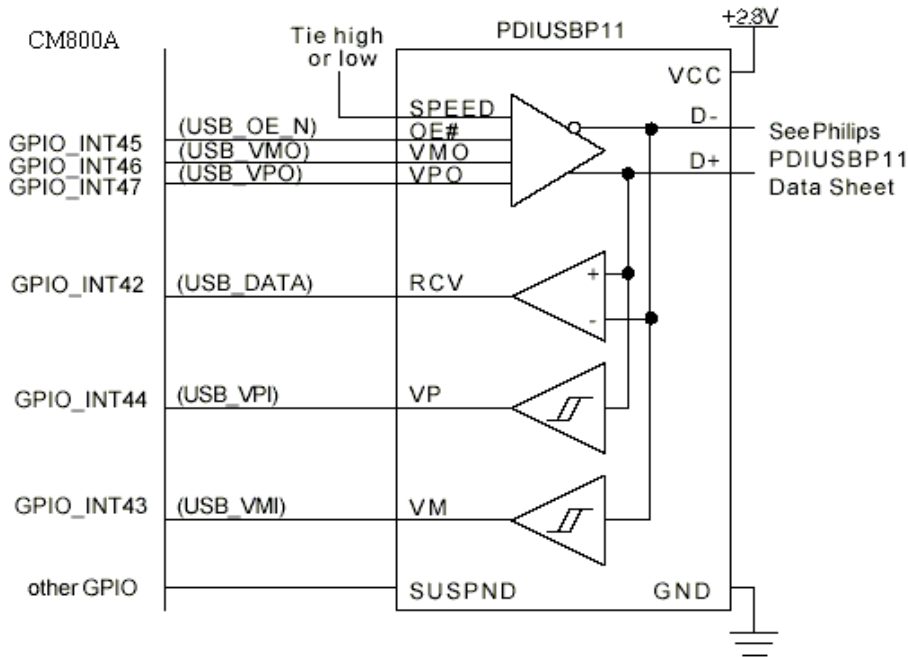 CM800A
Tie high
or low
PDIUSBP11
+2.8V
VCC
SPEED
D-
(USB_OE_N)
OE#
See Philips
GPIO_INT45
(USB_VMO)
VMO
D+
PDIUSBP11
GPIO_INT46
(USB_VPO)
VPO
Data Sheet
GPIO_INT47
+
GPIO_INT42
(USB_DATA)
RCV
-
GPIO_INT44
(USB_VPI)
VP
GPIO_INT43
(USB_VMI)
VM
other GPIO
SUSPND
GND